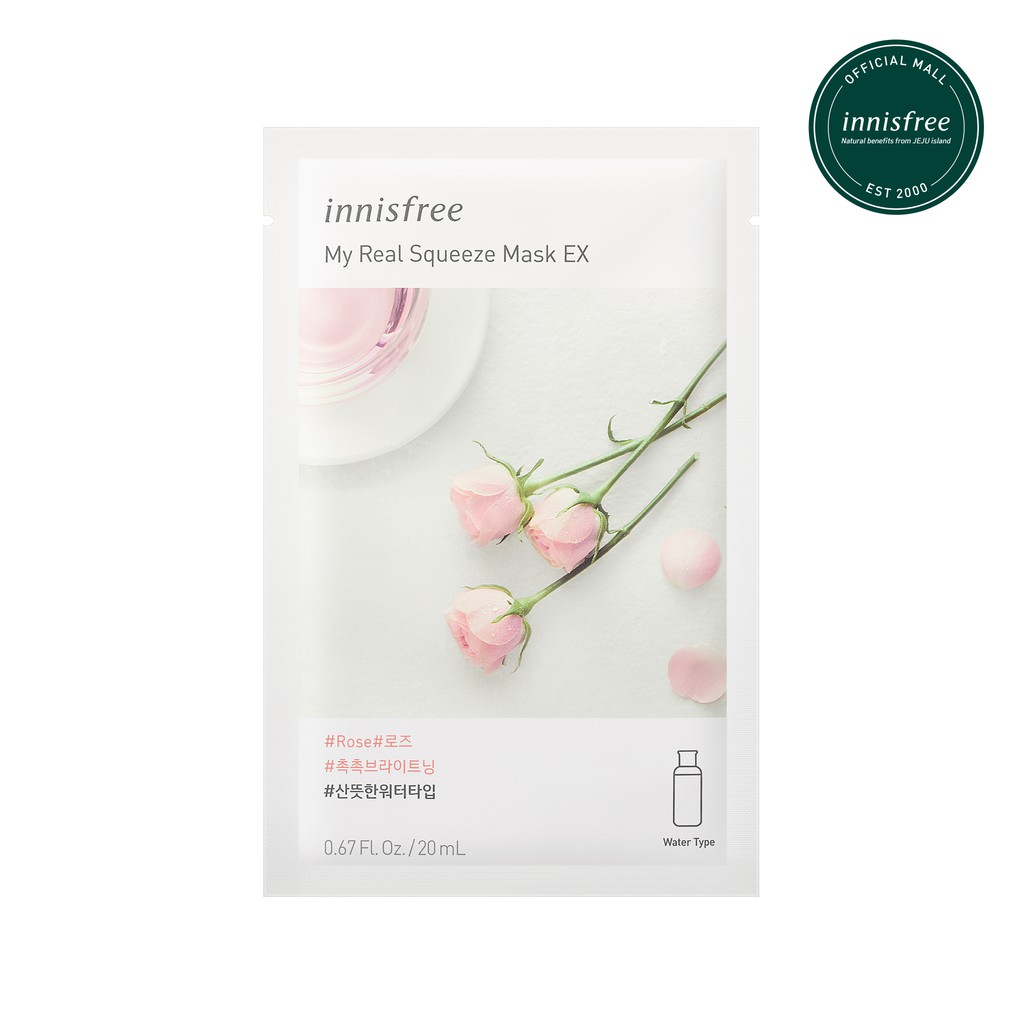 OFFICIAL MALL
innisfree
Natural benefits from JEJU island
EST 2000
innisfree
My Real Squeeze Mask EX
#Rose#로즈
#촉촉브라이트닝
#산뜻한워터타입
0.67 Fl. Oz. / 20 mL
Water Type